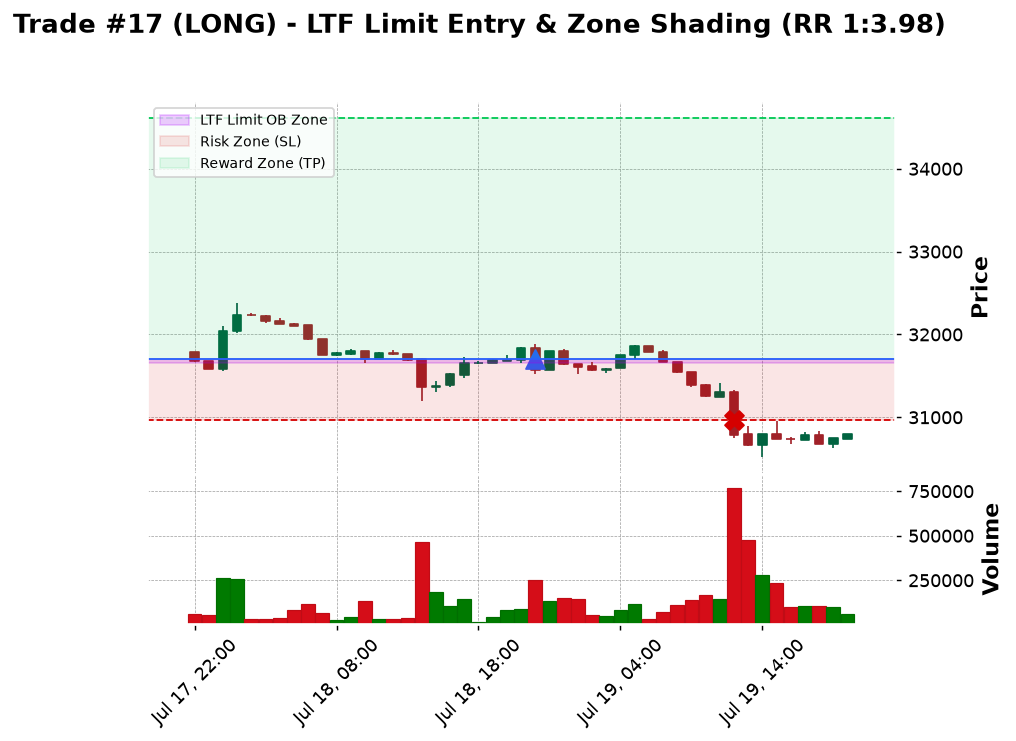 Trade #17 (LONG) - LTF Limit Entry & Zone Shading (RR 1:3.98)
LTF Limit OB Zone
Risk Zone (SL)
Reward Zone (TP)
34000
33000
32000
31000
Price
750000
500000
250000
Volume
Jul 17, 22:00
Jul 18, 08:00
Jul 18, 18:00
Jul 19, 04:00
Jul 19, 14:00